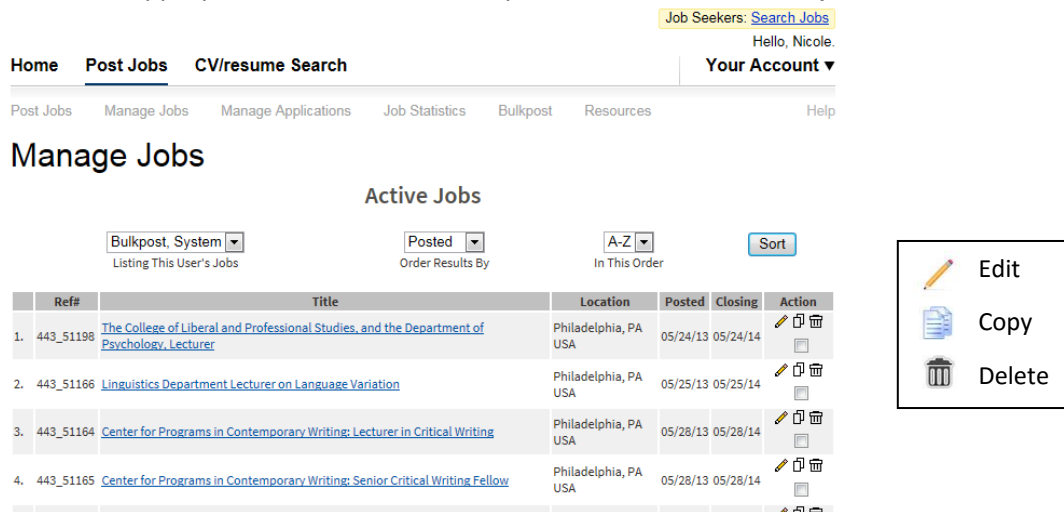 Job Seekers: Search Jobs
Hello, Nicole.
Home Post Jobs CV/resume Search Your Account ▼
Post Jobs Manage Jobs Manage Applications Job Statistics Bulkpost Resources Help
Manage Jobs
Active Jobs
Bulkpost, System Posted A-Z Sort
Listing This User's Jobs Order Results By In This Order
Ref# Title Location Posted Closing Action
1. 443_51198 The College of Liberal and Professional Studies, and the Department of Psychology, Lecturer Philadelphia, PA USA 05/24/13 05/24/14
2. 443_51166 Linguistics Department Lecturer on Language Variation Philadelphia, PA USA 05/25/13 05/25/14
3. 443_51164 Center for Programs in Contemporary Writing: Lecturer in Critical Writing Philadelphia, PA USA 05/28/13 05/28/14
4. 443_51165 Center for Programs in Contemporary Writing: Senior Critical Writing Fellow Philadelphia, PA USA 05/28/13 05/28/14
Edit
Copy
Delete